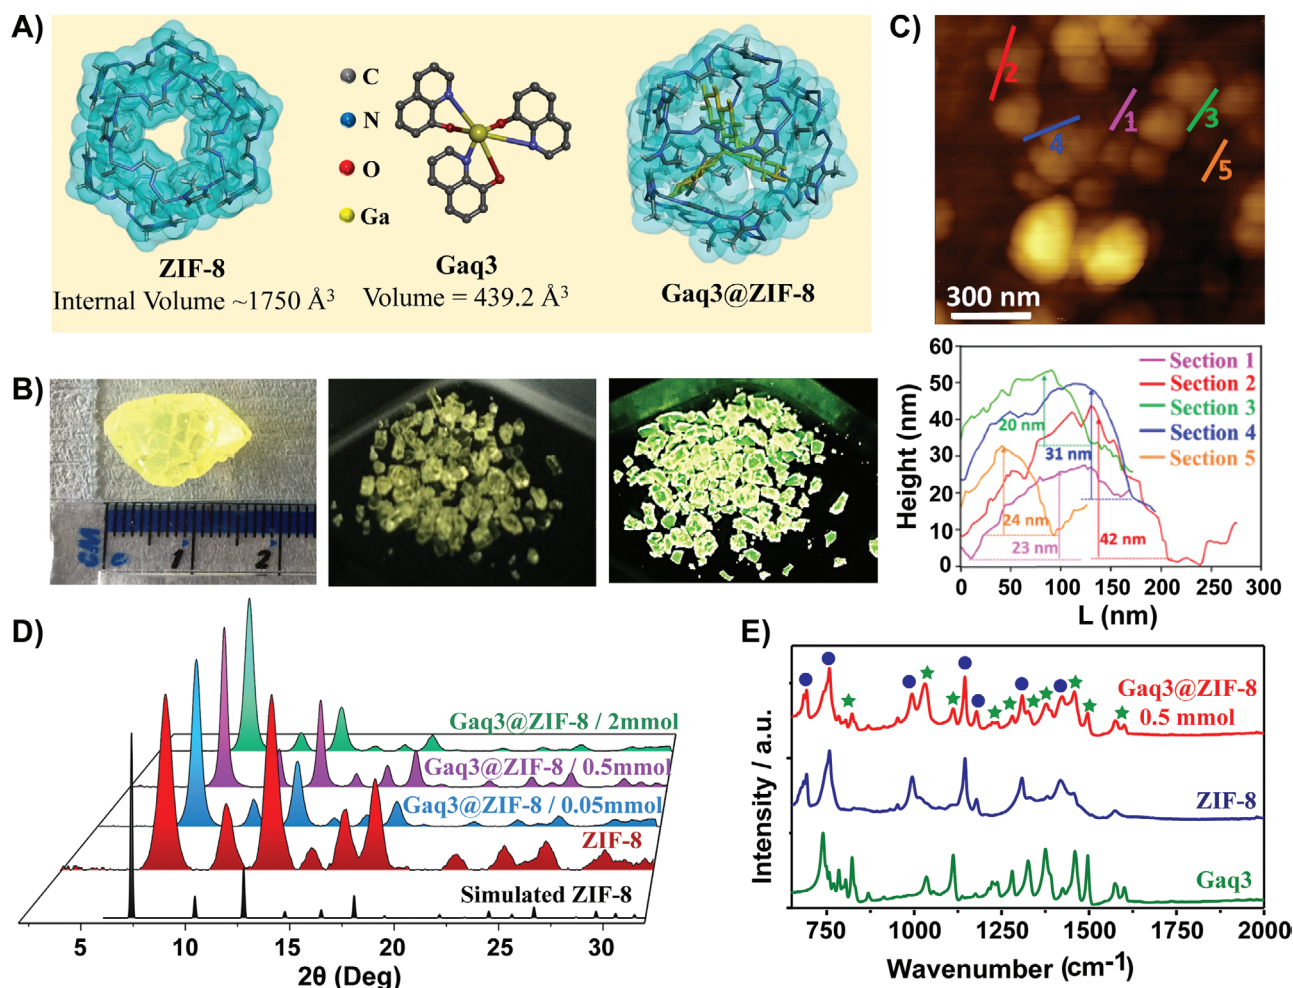 A)
C
N
O
Ga
ZIF-8
Internal Volume ~1750 Å³
Gaq3
Volume = 439.2 Å³
Gaq3@ZIF-8
B)
CM
0
1
2
C)
2
1
3
4
5
300 nm
Height (nm)
60
50
40
30
20
10
0
Section 1
Section 2
Section 3
Section 4
Section 5
20 nm
31 nm
24 nm
23 nm
42 nm
0
50
100
150
200
250
300
L (nm)
D)
Gaq3@ZIF-8 / 2mmol
Gaq3@ZIF-8 / 0.5mmol
Gaq3@ZIF-8 / 0.05mmol
ZIF-8
Simulated ZIF-8
5
10
15
20
25
30
2θ (Deg)
E)
Intensity / a.u.
Gaq3@ZIF-8
0.5 mmol
ZIF-8
Gaq3
750
1000
1250
1500
1750
2000
Wavenumber (cm⁻¹)